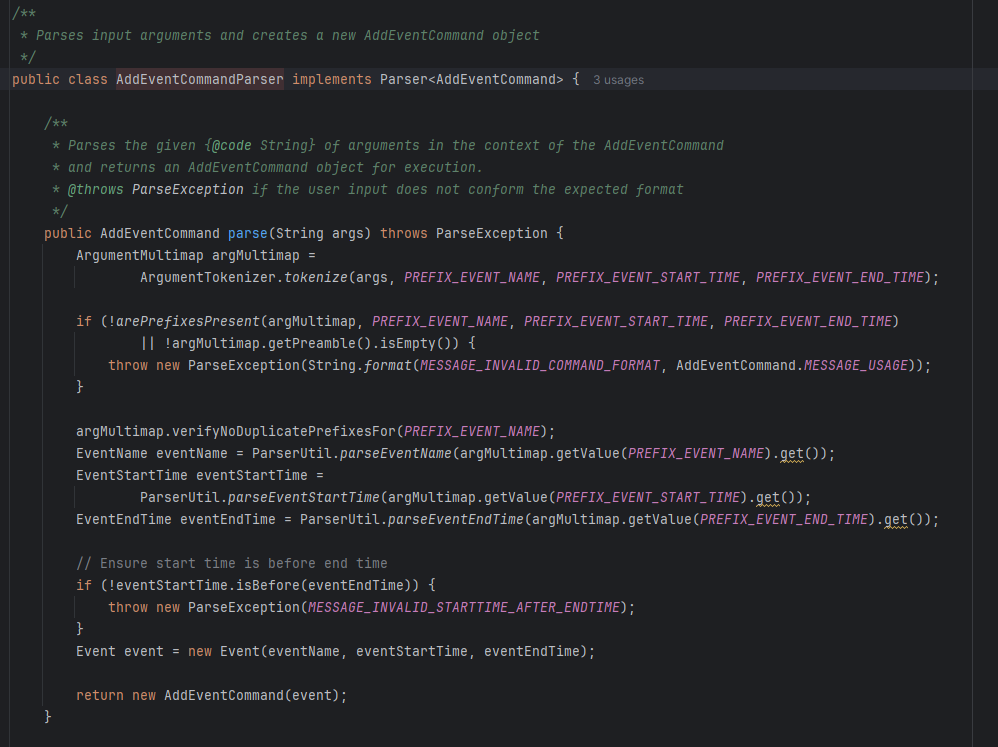 /**
 * Parses input arguments and creates a new AddEventCommand object
 */
public class AddEventCommandParser implements Parser<AddEventCommand> { 3 usages
    /**
     * Parses the given {@code String} of arguments in the context of the AddEventCommand
     * and returns an AddEventCommand object for execution.
     * @throws ParseException if the user input does not conform the expected format
     */
    public AddEventCommand parse(String args) throws ParseException {
        ArgumentMultimap argMultimap =
                ArgumentTokenizer.tokenize(args, PREFIX_EVENT_NAME, PREFIX_EVENT_START_TIME, PREFIX_EVENT_END_TIME);
        if (!arePrefixesPresent(argMultimap, PREFIX_EVENT_NAME, PREFIX_EVENT_START_TIME, PREFIX_EVENT_END_TIME)
                || !argMultimap.getPreamble().isEmpty()) {
            throw new ParseException(String.format(MESSAGE_INVALID_COMMAND_FORMAT, AddEventCommand.MESSAGE_USAGE));
        }
        argMultimap.verifyNoDuplicatePrefixesFor(PREFIX_EVENT_NAME);
        EventName eventName = ParserUtil.parseEventName(argMultimap.getValue(PREFIX_EVENT_NAME).get());
        EventStartTime eventStartTime =
                ParserUtil.parseEventStartTime(argMultimap.getValue(PREFIX_EVENT_START_TIME).get());
        EventEndTime eventEndTime = ParserUtil.parseEventEndTime(argMultimap.getValue(PREFIX_EVENT_END_TIME).get());
        // Ensure start time is before end time
        if (!eventStartTime.isBefore(eventEndTime)) {
            throw new ParseException(MESSAGE_INVALID_STARTTIME_AFTER_ENDTIME);
        }
        Event event = new Event(eventName, eventStartTime, eventEndTime);
        return new AddEventCommand(event);
    }